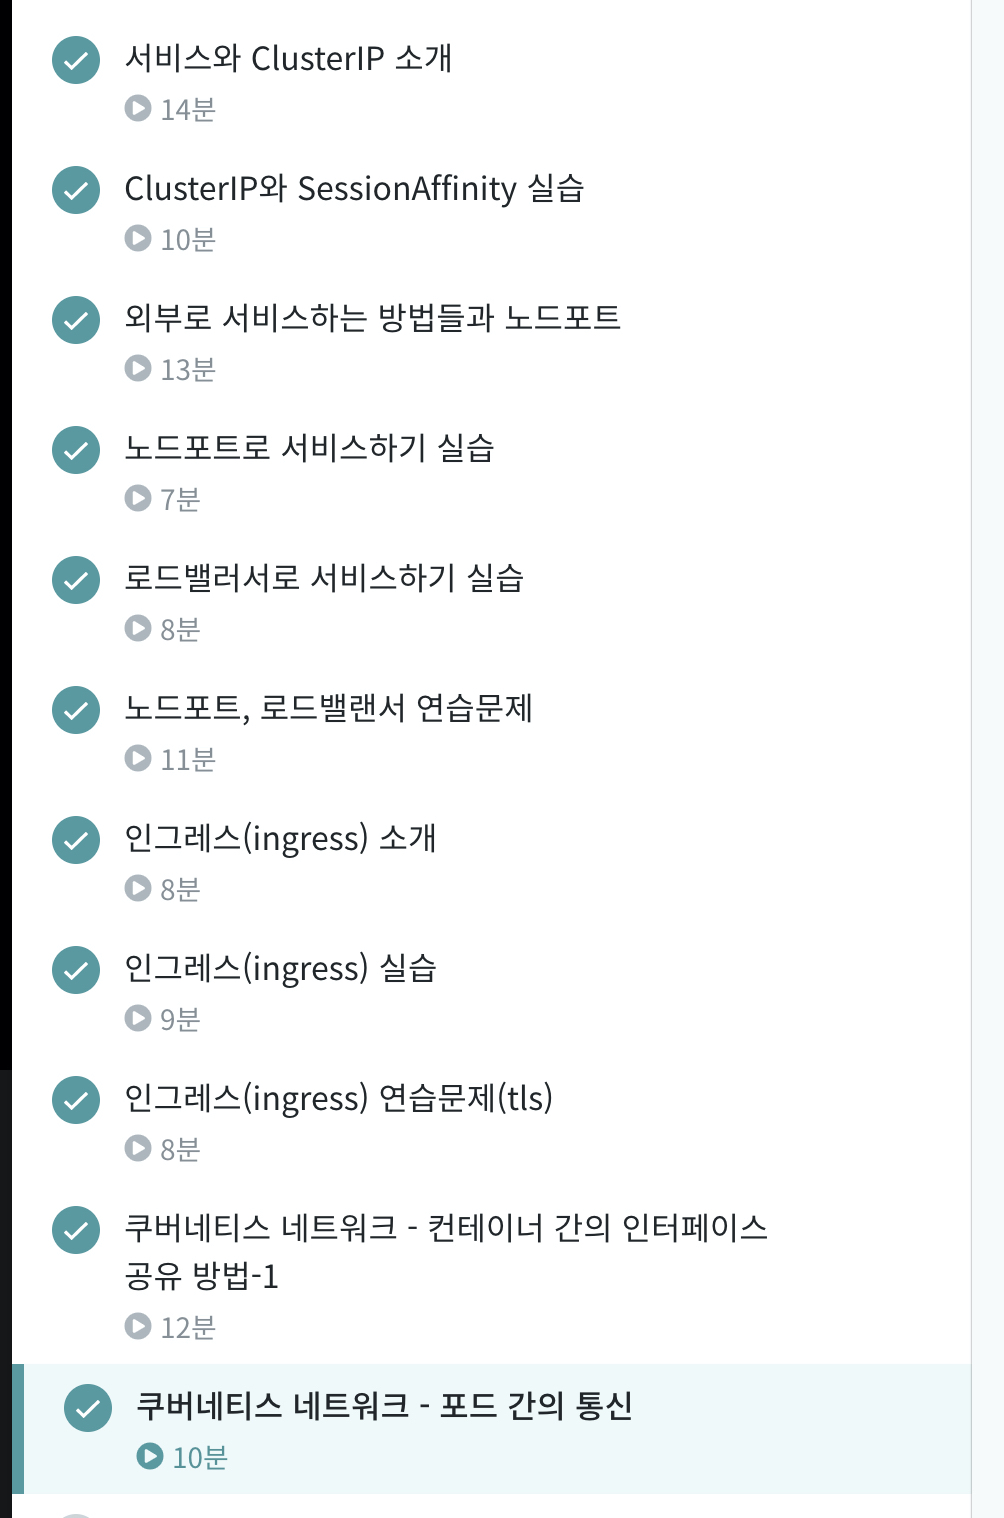 서비스와 ClusterIP 소개
14분
ClusterIP와 SessionAffinity 실습
10분
외부로 서비스하는 방법들과 노드포트
13분
노드포트로 서비스하기 실습
7분
로드밸러서로 서비스하기 실습
8분
노드포트, 로드밸랜서 연습문제
11분
인그레스(ingress) 소개
8분
인그레스(ingress) 실습
9분
인그레스(ingress) 연습문제(tls)
8분
쿠버네티스 네트워크 - 컨테이너 간의 인터페이스
공유 방법-1
12분
쿠버네티스 네트워크 - 포드 간의 통신
10분